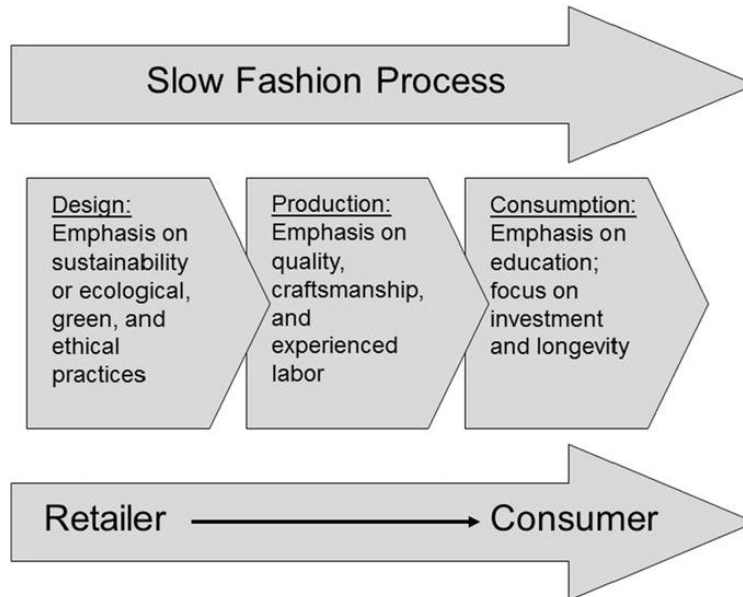 Slow Fashion Process
Design:
Emphasis on
sustainability
or ecological,
green, and
ethical
practices
Production:
Emphasis on
quality,
craftsmanship,
and
experienced
labor
Consumption:
Emphasis on
education;
focus on
investment
and longevity
Retailer
Consumer